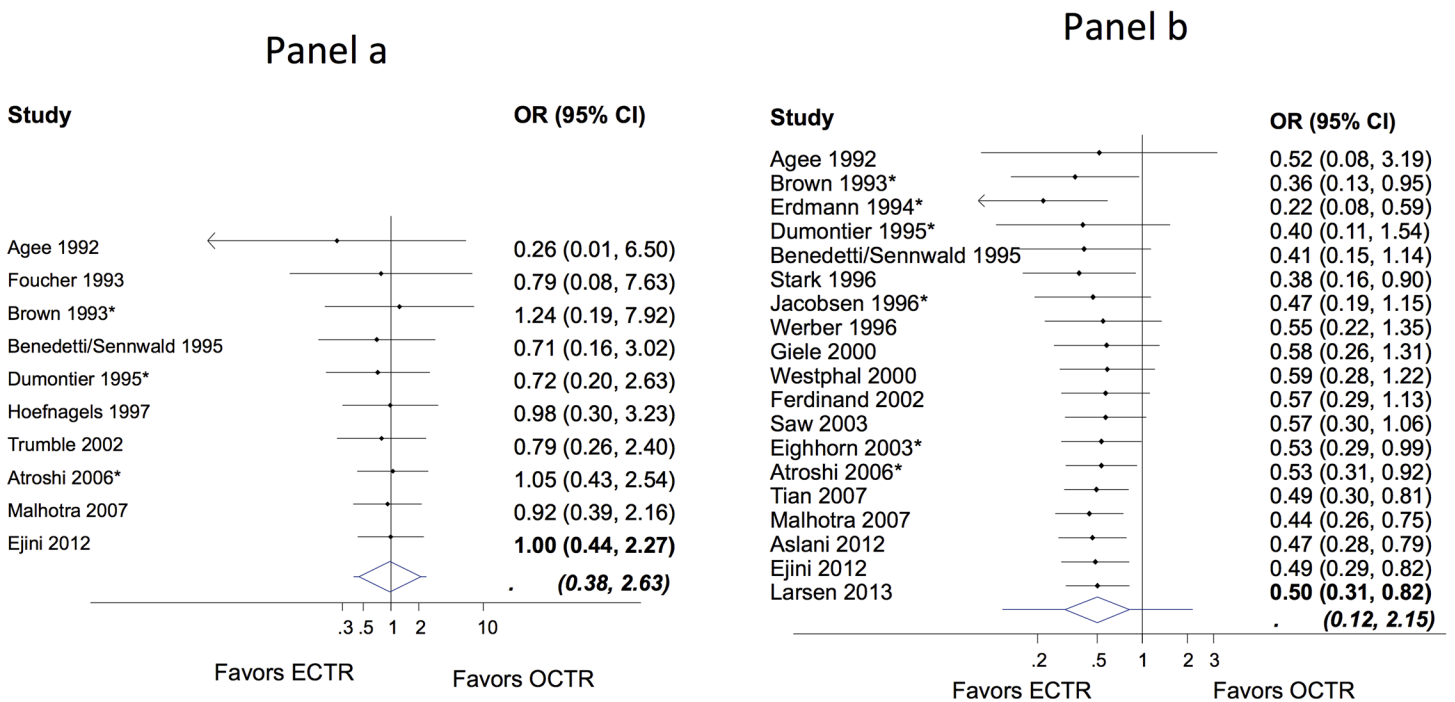 Panel a
Study OR (95% CI)
Agee 1992 0.26 (0.01, 6.50)
Foucher 1993 0.79 (0.08, 7.63)
Brown 1993* 1.24 (0.19, 7.92)
Benedetti/Sennwald 1995 0.71 (0.16, 3.02)
Dumontier 1995* 0.72 (0.20, 2.63)
Hoefnagels 1997 0.98 (0.30, 3.23)
Trumble 2002 0.79 (0.26, 2.40)
Atroshi 2006* 1.05 (0.43, 2.54)
Malhotra 2007 0.92 (0.39, 2.16)
Ejini 2012 1.00 (0.44, 2.27)
. (0.38, 2.63)
.3 .5 1 2 10
Favors ECTR Favors OCTR
Panel b
Study OR (95% CI)
Agee 1992 0.52 (0.08, 3.19)
Brown 1993* 0.36 (0.13, 0.95)
Erdmann 1994* 0.22 (0.08, 0.59)
Dumontier 1995* 0.40 (0.11, 1.54)
Benedetti/Sennwald 1995 0.41 (0.15, 1.14)
Stark 1996 0.38 (0.16, 0.90)
Jacobsen 1996* 0.47 (0.19, 1.15)
Werber 1996 0.55 (0.22, 1.35)
Giele 2000 0.58 (0.26, 1.31)
Westphal 2000 0.59 (0.28, 1.22)
Ferdinand 2002 0.57 (0.29, 1.13)
Saw 2003 0.57 (0.30, 1.06)
Eighhorn 2003* 0.53 (0.29, 0.99)
Atroshi 2006* 0.53 (0.31, 0.92)
Tian 2007 0.49 (0.30, 0.81)
Malhotra 2007 0.44 (0.26, 0.75)
Aslani 2012 0.47 (0.28, 0.79)
Ejini 2012 0.49 (0.29, 0.82)
Larsen 2013 0.50 (0.31, 0.82)
. (0.12, 2.15)
.2 .5 1 2 3
Favors ECTR Favors OCTR